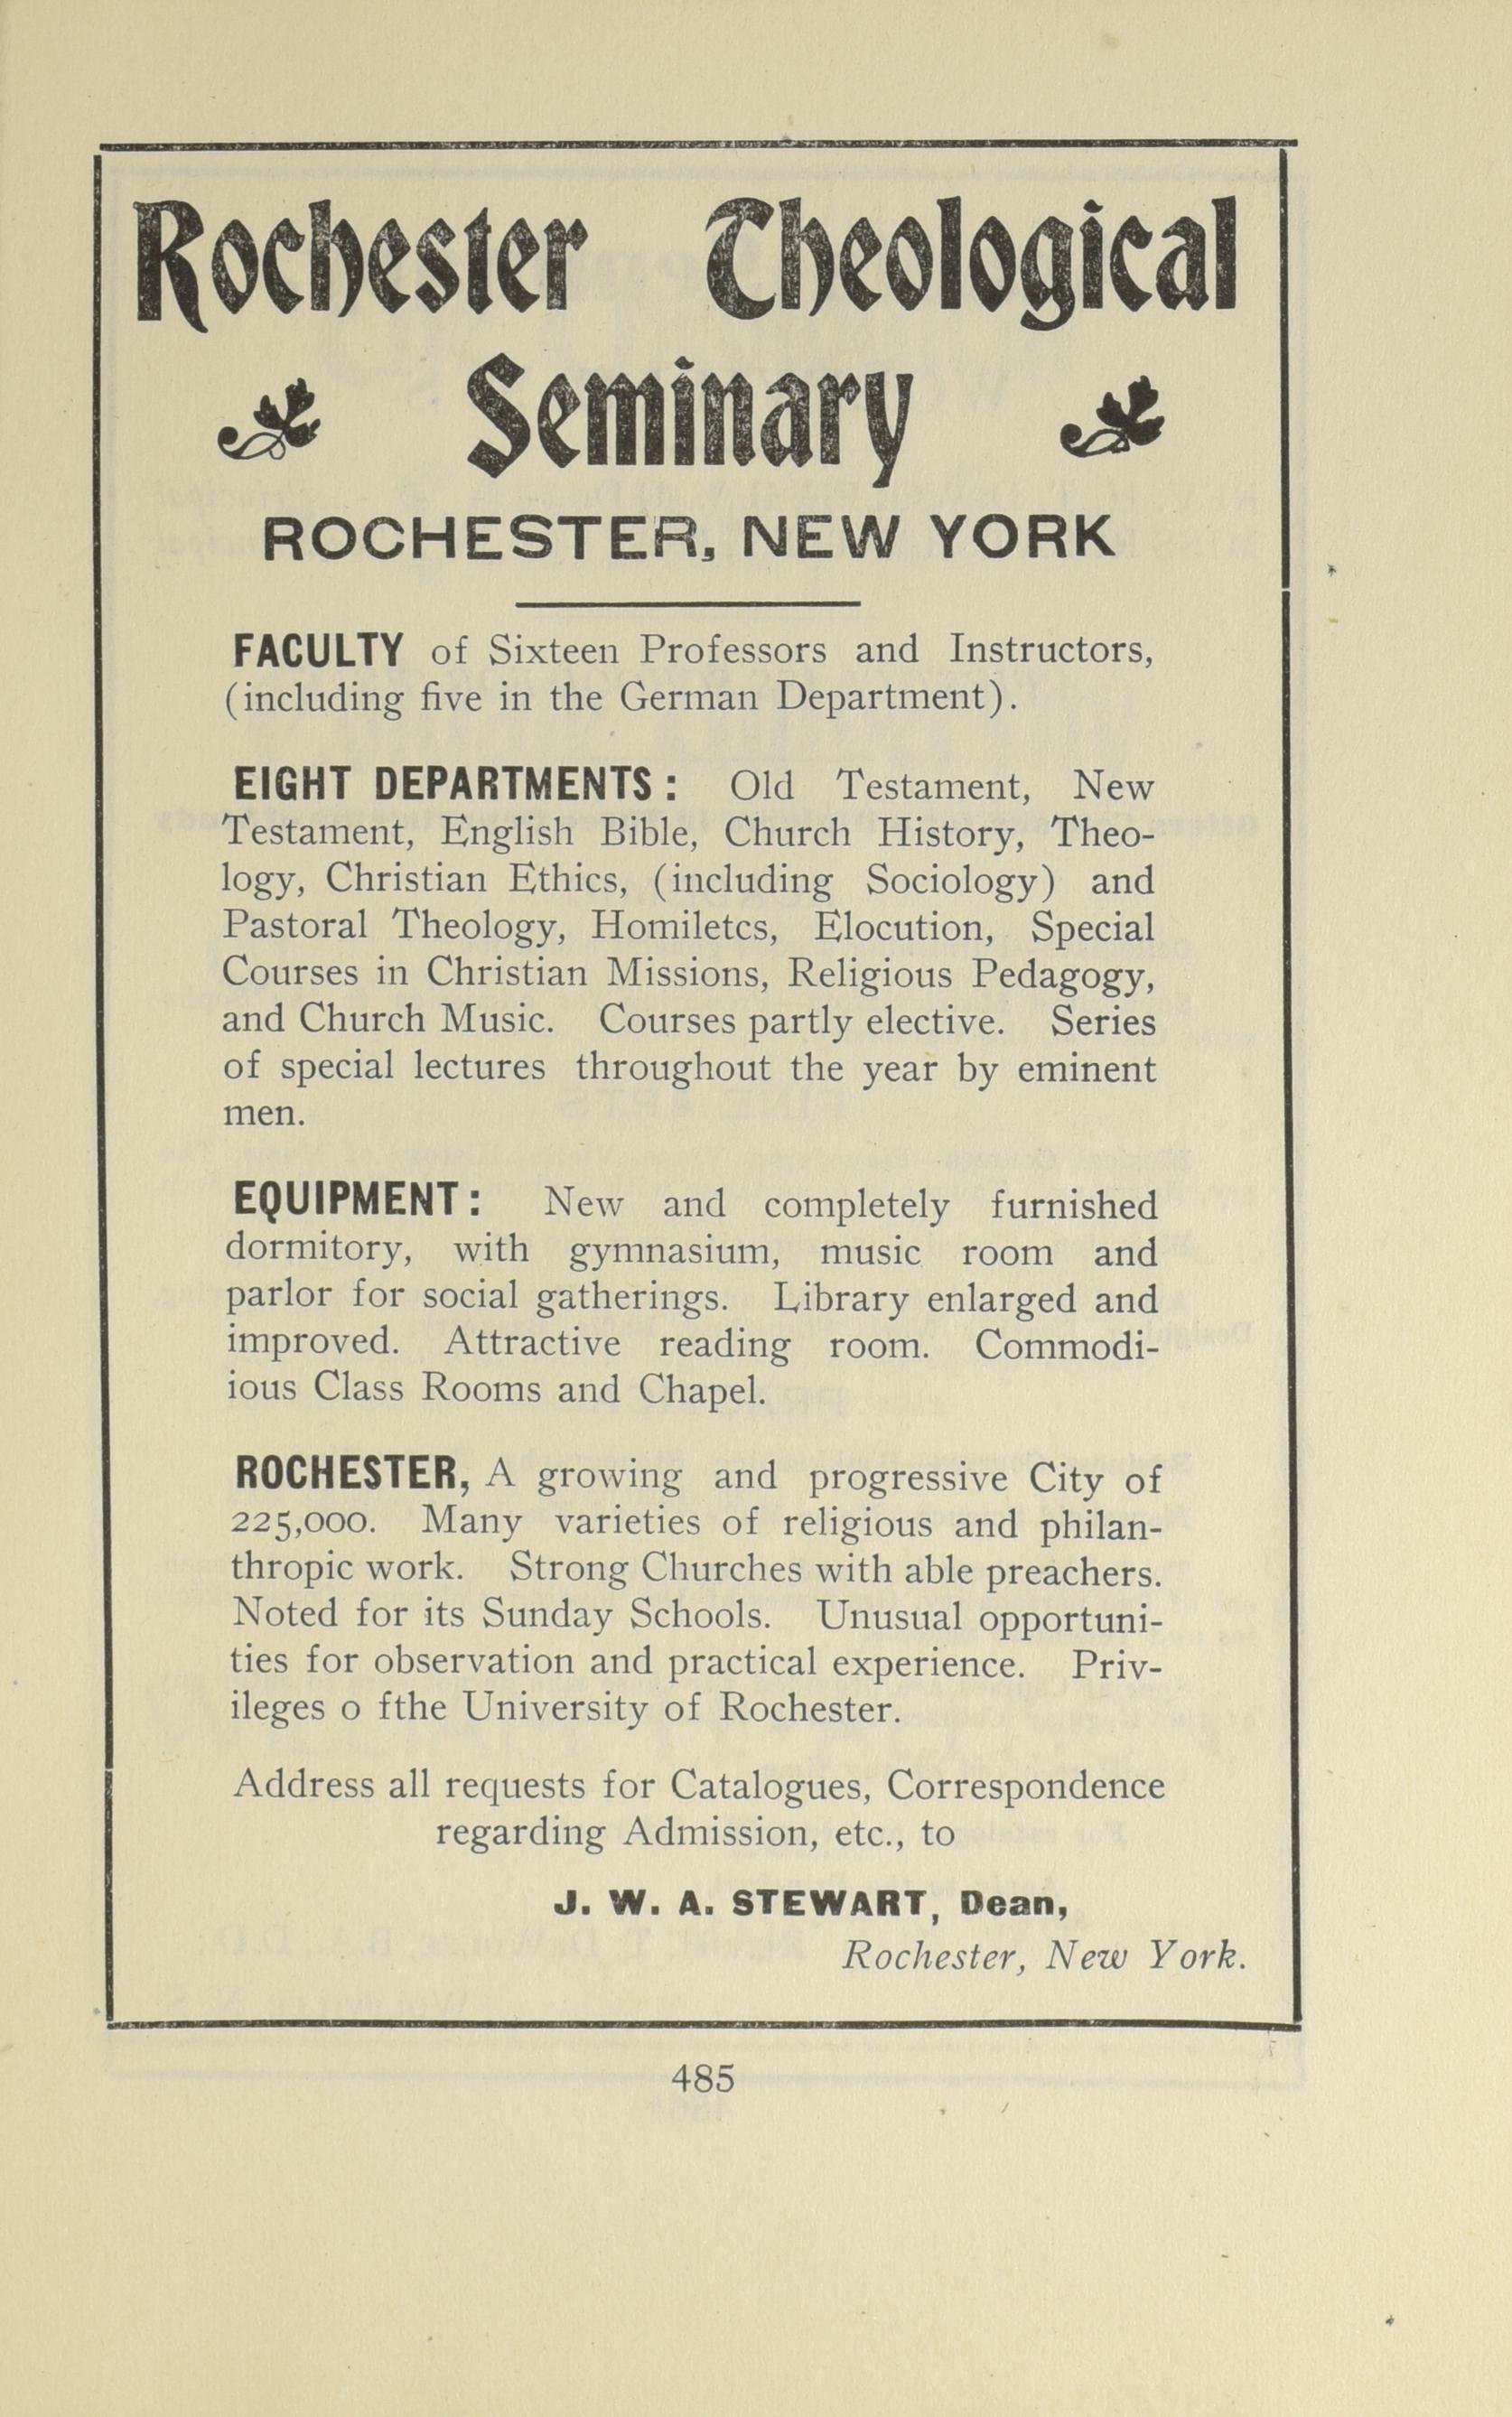 Rochester Theological
Seminary
ROCHESTER, NEW YORK
FACULTY of Sixteen Professors and Instructors,
(including five in the German Department).
EIGHT DEPARTMENTS: Old Testament, New
Testament, English Bible, Church History, Theo-
logy, Christian Ethics, (including Sociology) and
Pastoral Theology, Homiletcs, Elocution, Special
Courses in Christian Missions, Religious Pedagogy,
and Church Music. Courses partly elective. Series
of special lectures throughout the year by eminent
men.
EQUIPMENT: New and completely furnished
dormitory, with gymnasium, music room and
parlor for social gatherings. Library enlarged and
improved. Attractive reading room. Commodi-
ious Class Rooms and Chapel.
ROCHESTER, A growing and progressive City of
225,000. Many varieties of religious and philan-
thropic work. Strong Churches with able preachers.
Noted for its Sunday Schools. Unusual opportuni-
ties for observation and practical experience. Priv-
ileges o fthe University of Rochester.
Address all requests for Catalogues, Correspondence
regarding Admission, etc., to
J. W. A. STEWART, Dean,
Rochester, New York.
485